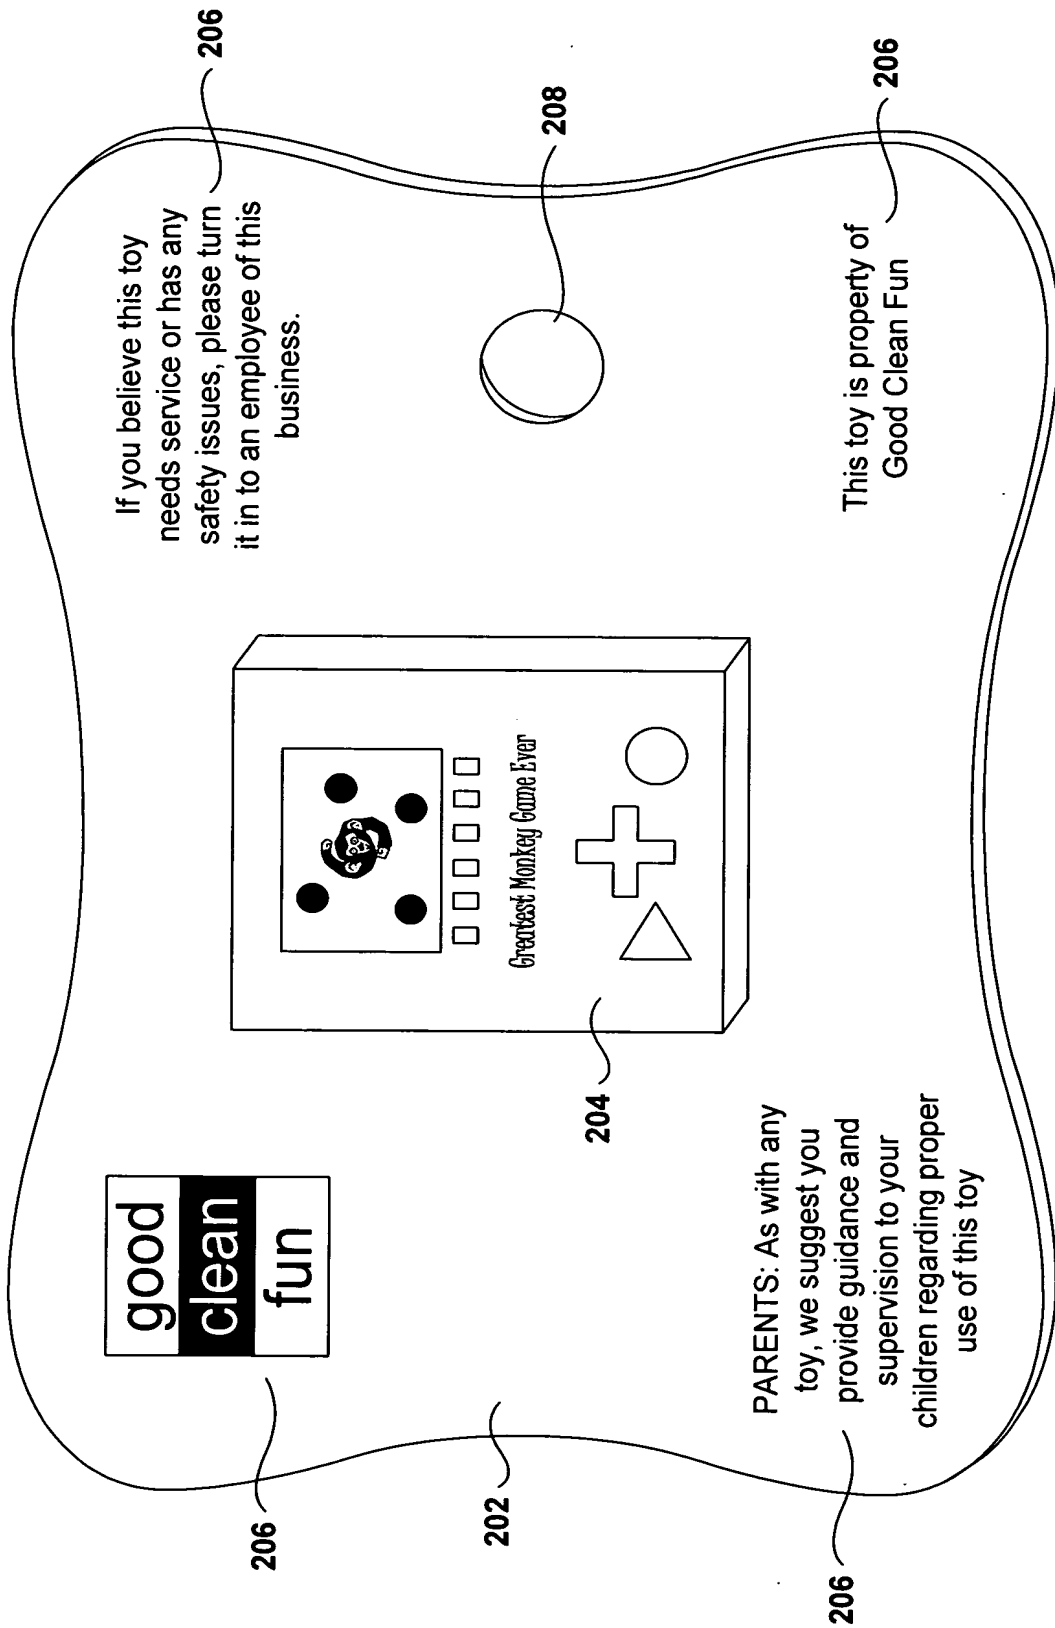 206
good
clean
fun
206
If you believe this toy
needs service or has any
safety issues, please turn
it in to an employee of this
business.
202
208
Greatest Monkey Game Ever
204
206
PARENTS: As with any
toy, we suggest you
provide guidance and
supervision to your
children regarding proper
use of this toy
This toy is property of
Good Clean Fun
206